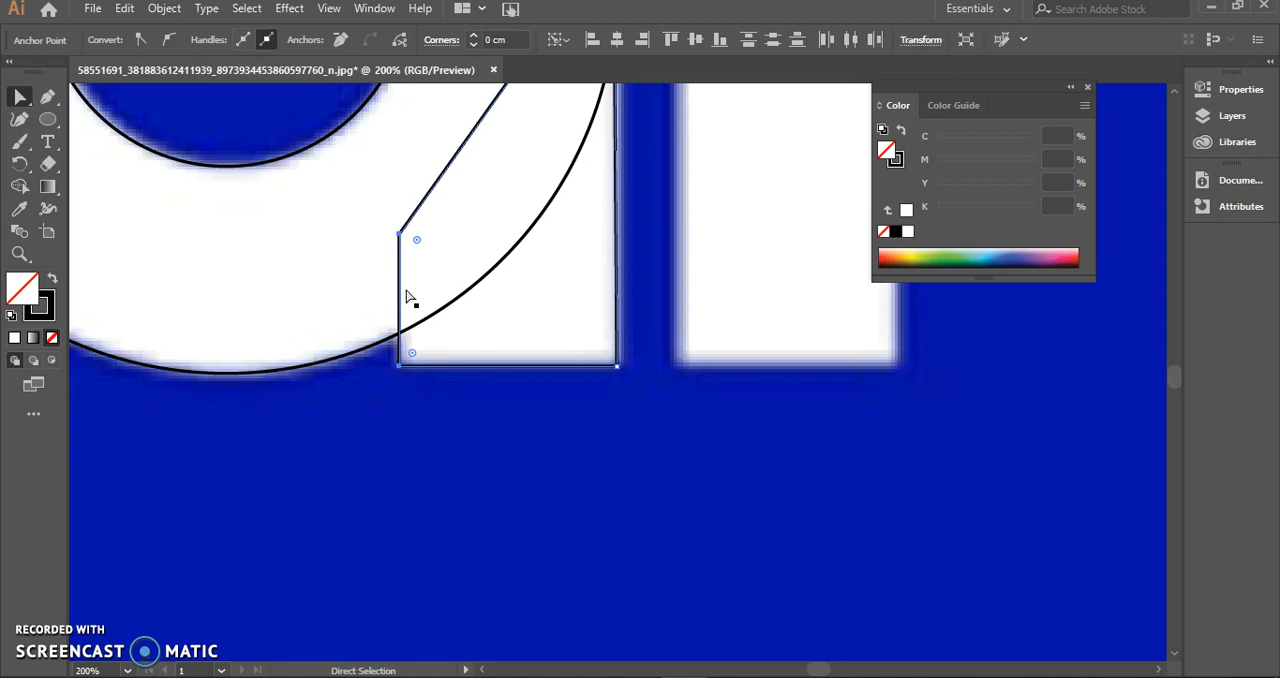 Ai File Edit Object Type Select Effect View Window Help Essentials Search Adobe Stock
Anchor Point Convert: Handles: Anchors: Corners: 0 cm Transform
58551691_381883612411939_8973934453860597760_n.jpg* @ 200% (RGB/Preview)
Color Color Guide
C %
M %
Y %
K %
Properties
Layers
Libraries
Docume...
Attributes
T
RECORDED WITH
SCREENCAST MATIC
200% 1 Direct Selection